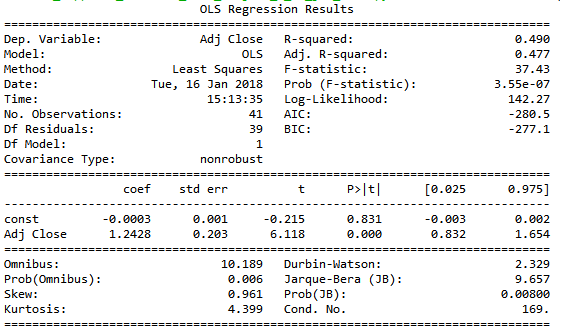 OLS Regression Results
==============================================================================
Dep. Variable: Adj Close R-squared: 0.490
Model: OLS Adj. R-squared: 0.477
Method: Least Squares F-statistic: 37.43
Date: Tue, 16 Jan 2018 Prob (F-statistic): 3.55e-07
Time: 15:13:35 Log-Likelihood: 142.27
No. Observations: 41 AIC: -280.5
Df Residuals: 39 BIC: -277.1
Df Model: 1
Covariance Type: nonrobust
==============================================================================
coef std err t P>|t| [0.025 0.975]
------------------------------------------------------------------------------
const -0.0003 0.001 -0.215 0.831 -0.003 0.002
Adj Close 1.2428 0.203 6.118 0.000 0.832 1.654
==============================================================================
Omnibus: 10.189 Durbin-Watson: 2.329
Prob(Omnibus): 0.006 Jarque-Bera (JB): 9.657
Skew: 0.961 Prob(JB): 0.00800
Kurtosis: 4.399 Cond. No. 169.
==============================================================================